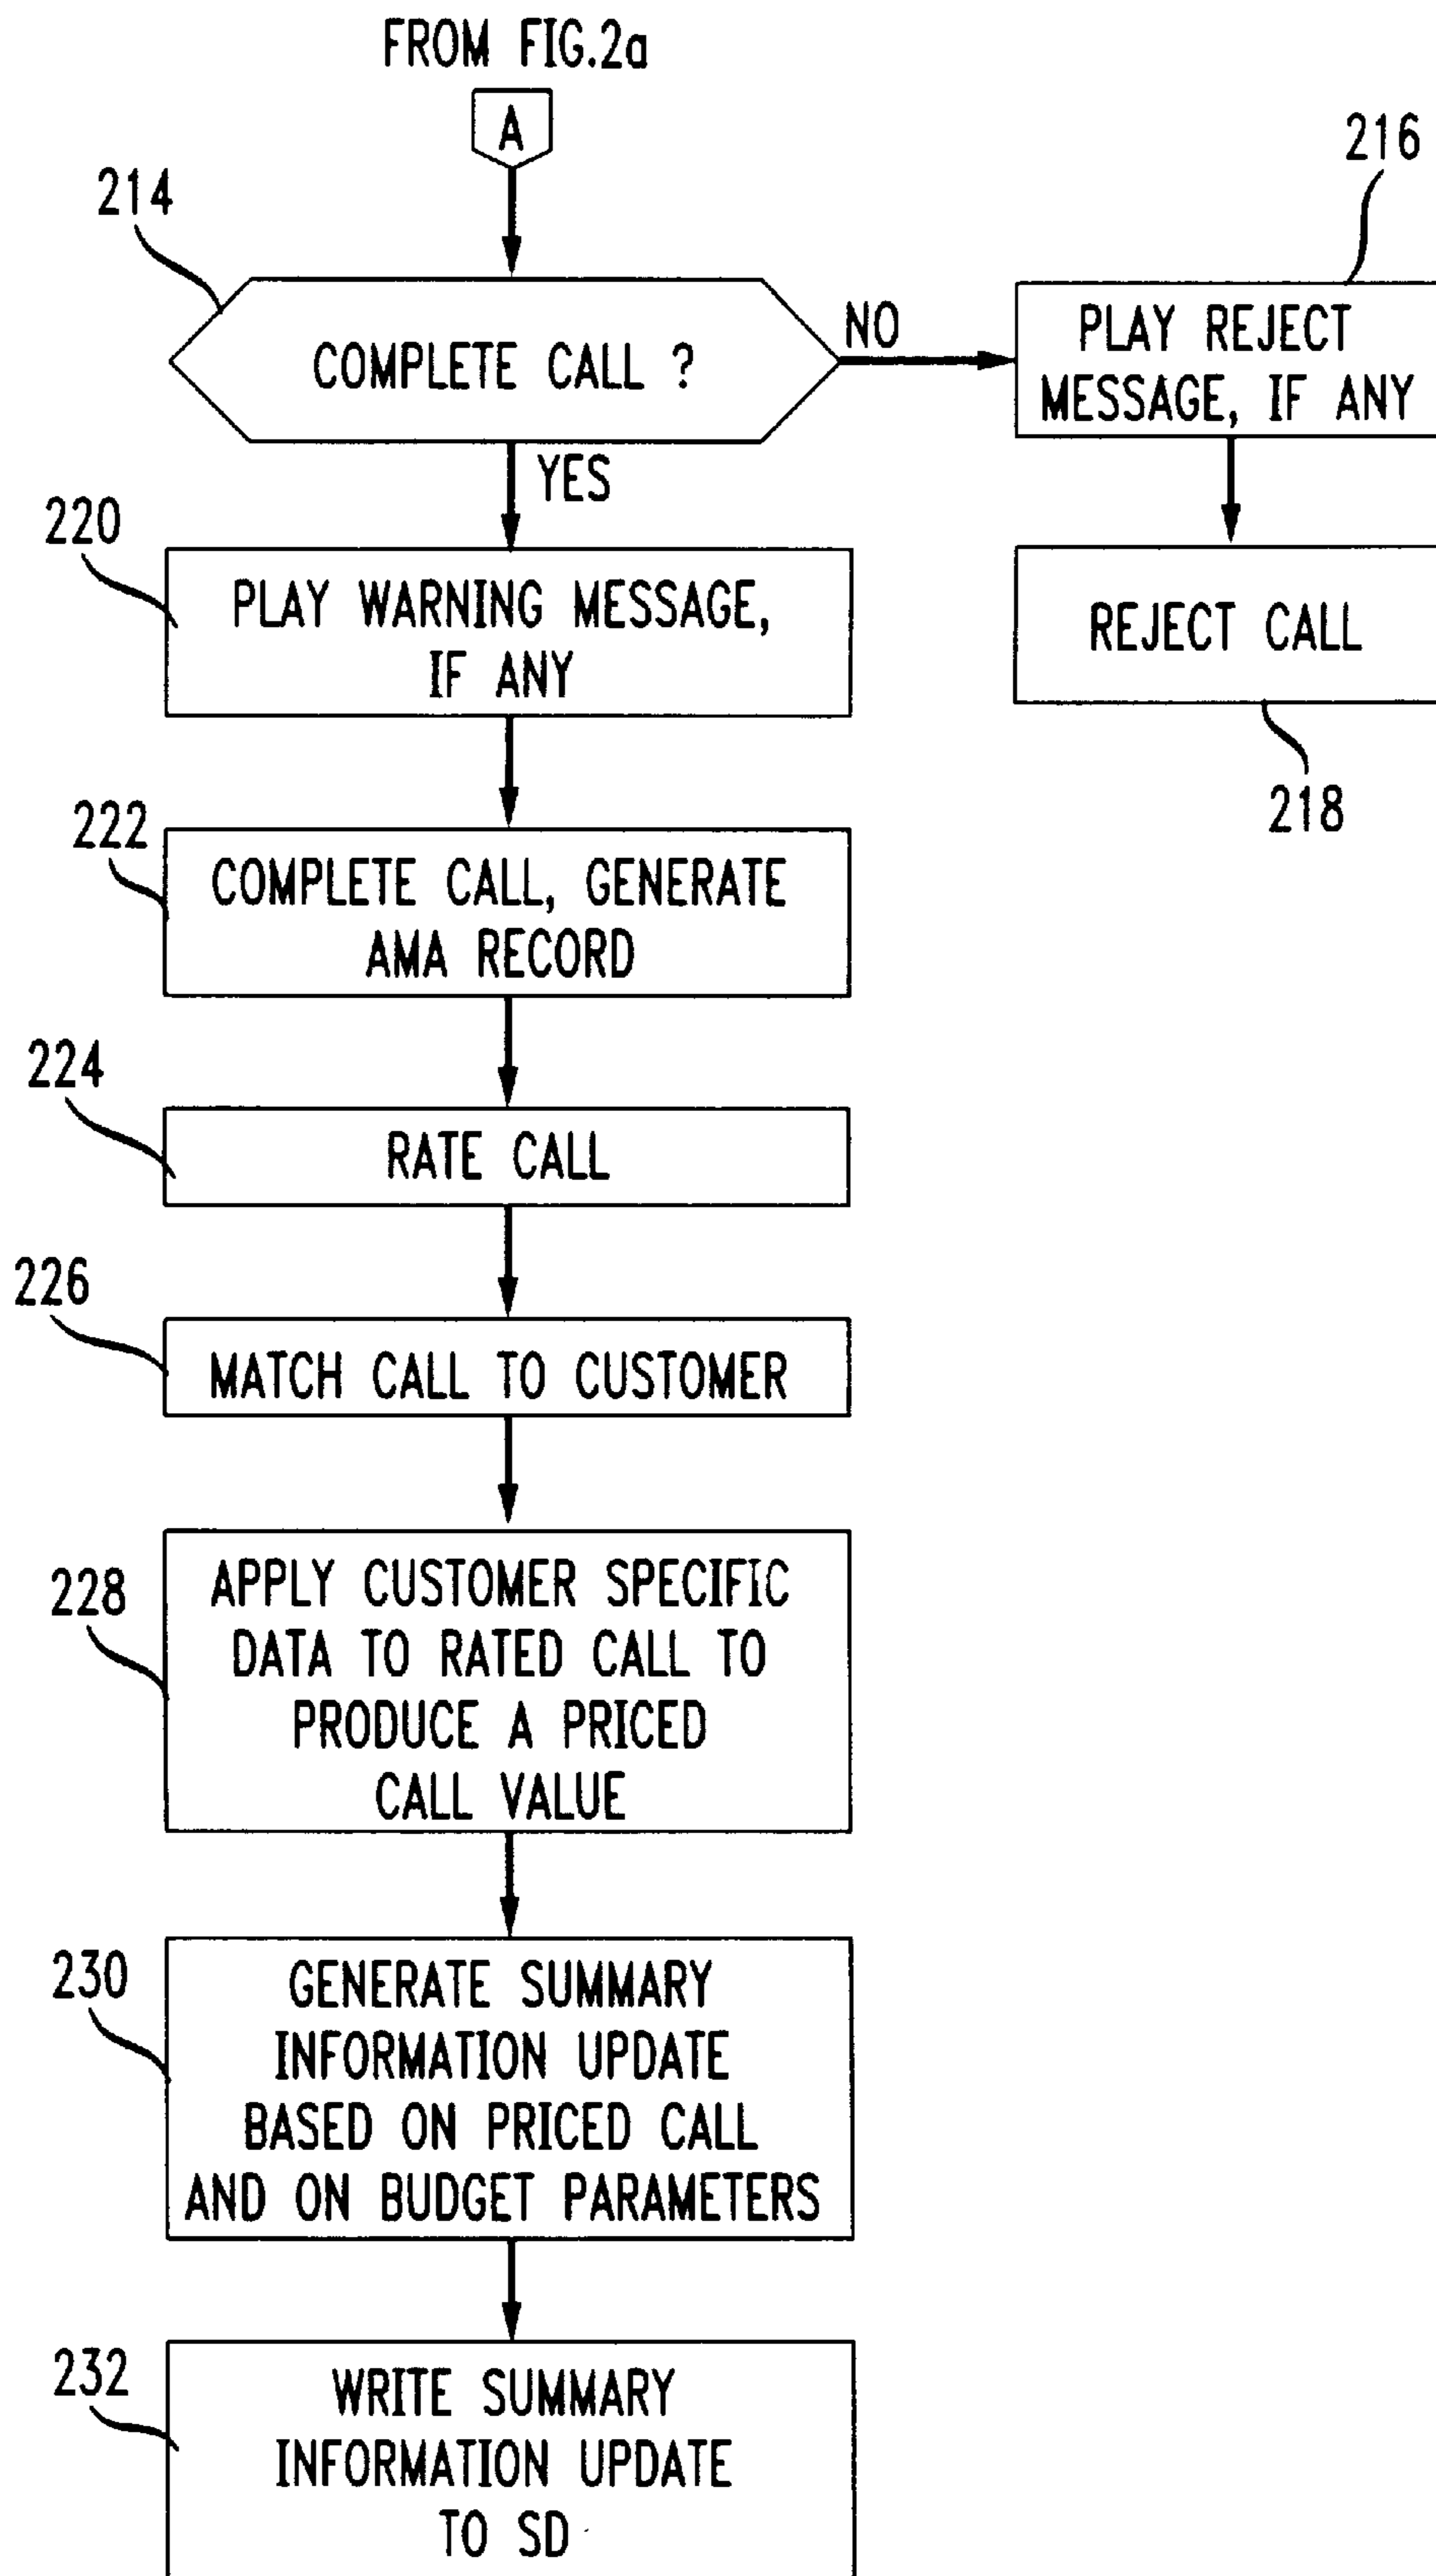 FROM FIG.2a
A
214
COMPLETE CALL ?
NO
216
PLAY REJECT
MESSAGE, IF ANY
YES
REJECT CALL
218
220
PLAY WARNING MESSAGE,
IF ANY
222
COMPLETE CALL, GENERATE
AMA RECORD
224
RATE CALL
226
MATCH CALL TO CUSTOMER
228
APPLY CUSTOMER SPECIFIC
DATA TO RATED CALL TO
PRODUCE A PRICED
CALL VALUE
230
GENERATE SUMMARY
INFORMATION UPDATE
BASED ON PRICED CALL
AND ON BUDGET PARAMETERS
232
WRITE SUMMARY
INFORMATION UPDATE
TO SD